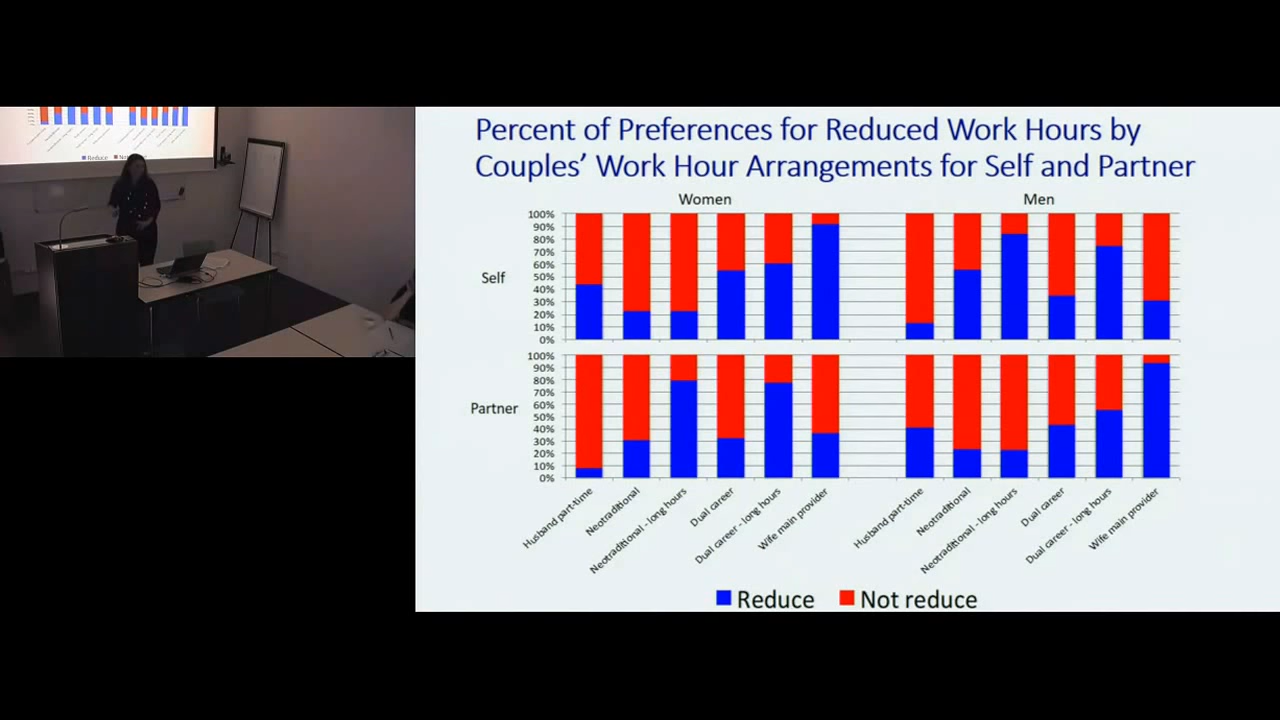 Percent of Preferences for Reduced Work Hours by
Couples’ Work Hour Arrangements for Self and Partner
Women
Men
Self
100%
90%
80%
70%
60%
50%
40%
30%
20%
10%
0%
Partner
100%
90%
80%
70%
60%
50%
40%
30%
20%
10%
0%
Husband part-time
Neotraditional
Neotraditional - long hours
Dual career
Dual career - long hours
Wife main provider
Husband part-time
Neotraditional
Neotraditional - long hours
Dual career
Dual career - long hours
Wife main provider
Reduce
Not reduce